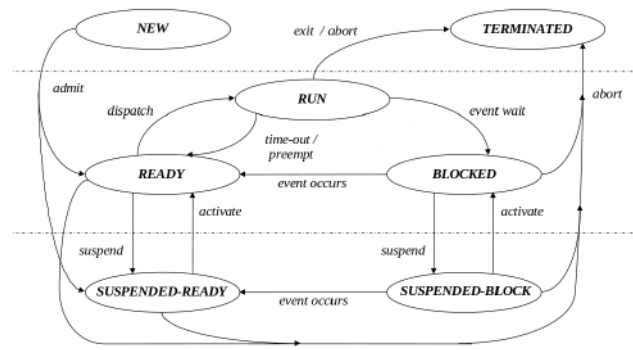 NEW
TERMINATED
exit / abort
admit
RUN
abort
dispatch
event wait
time-out /
preempt
READY
BLOCKED
event occurs
activate
activate
suspend
suspend
SUSPENDED-READY
SUSPENDED-BLOCK
event occurs